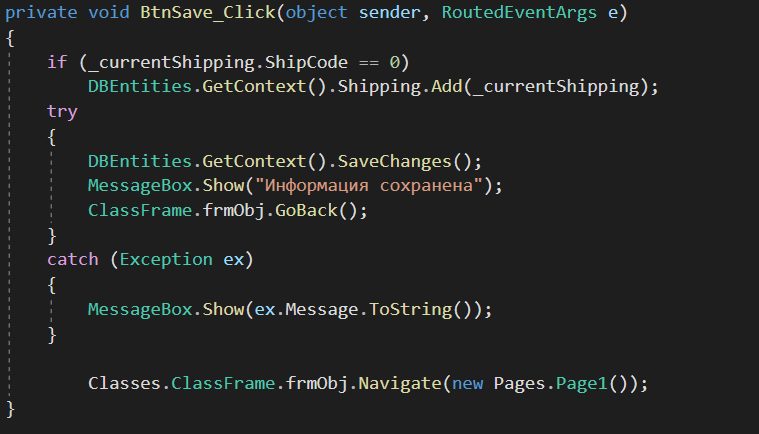 private void BtnSave_Click(object sender, RoutedEventArgs e)
{
    if (_currentShipping.ShipCode == 0)
        DBEntities.GetContext().Shipping.Add(_currentShipping);
    try
    {
        DBEntities.GetContext().SaveChanges();
        MessageBox.Show("Информация сохранена");
        ClassFrame.frmObj.GoBack();
    }
    catch (Exception ex)
    {
        MessageBox.Show(ex.Message.ToString());
    }

        Classes.ClassFrame.frmObj.Navigate(new Pages.Page1());
}